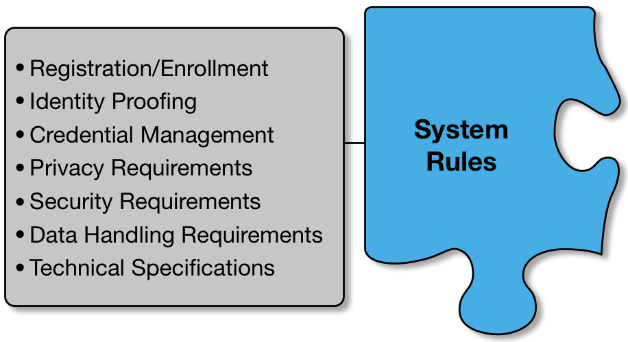 • Registration/Enrollment
• Identity Proofing
• Credential Management
• Privacy Requirements
• Security Requirements
• Data Handling Requirements
• Technical Specifications
System
Rules